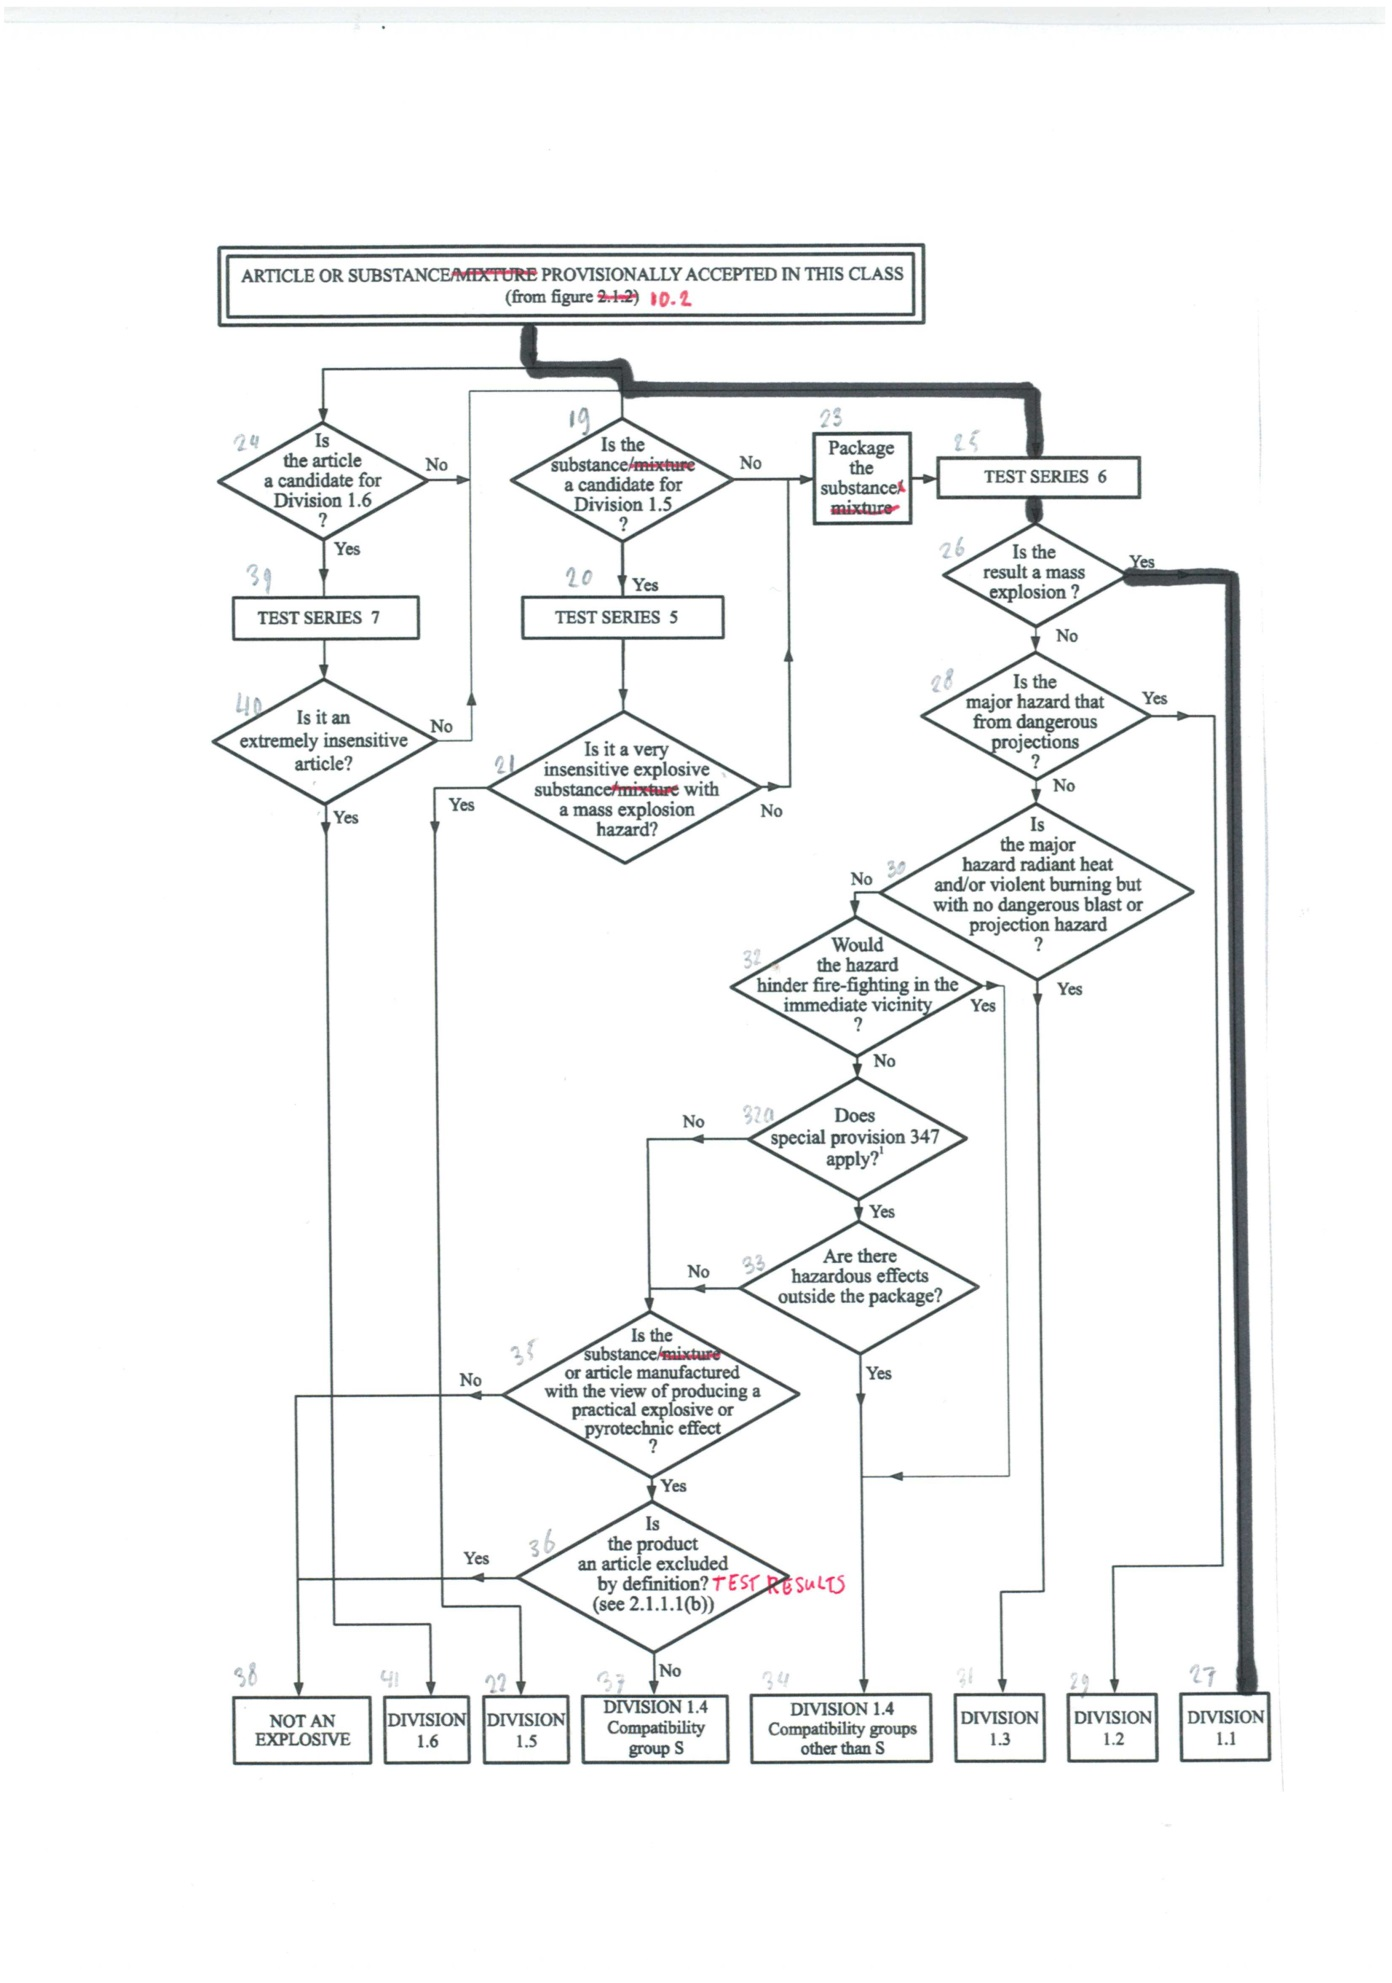 ARTICLE OR SUBSTANCE/MIXTURE PROVISIONALLY ACCEPTED IN THIS CLASS
(from figure 2.1.2) 10.2
24
Is
the article
a candidate for
Division 1.6
?
No
Yes
19
Is the
substance/mixture
a candidate for
Division 1.5
?
No
Yes
23
Package
the
substance/
mixture
25
TEST SERIES 6
26
Is the
result a mass
explosion ?
Yes
No
39
TEST SERIES 7
20
TEST SERIES 5
28
Is the
major hazard that
from dangerous
projections
?
Yes
No
40
Is it an
extremely insensitive
article?
No
Yes
21
Is it a very
insensitive explosive
substance/mixture with
a mass explosion
hazard?
Yes
No
30
Is
the major
hazard radiant heat
and/or violent burning but
with no dangerous blast or
projection hazard
?
No
Yes
32
Would
the hazard
hinder fire-fighting in the
immediate vicinity
?
Yes
No
32a
Does
special provision 347
apply?¹
No
Yes
33
Are there
hazardous effects
outside the package?
No
Yes
35
Is the
substance/mixture
or article manufactured
with the view of producing a
practical explosive or
pyrotechnic effect
?
No
Yes
36
Is
the product
an article excluded
by definition? TEST RESULTS
(see 2.1.1.1(b))
Yes
No
38
NOT AN
EXPLOSIVE
41
DIVISION
1.6
22
DIVISION
1.5
37
DIVISION 1.4
Compatibility
group S
34
DIVISION 1.4
Compatibility groups
other than S
31
DIVISION
1.3
29
DIVISION
1.2
27
DIVISION
1.1